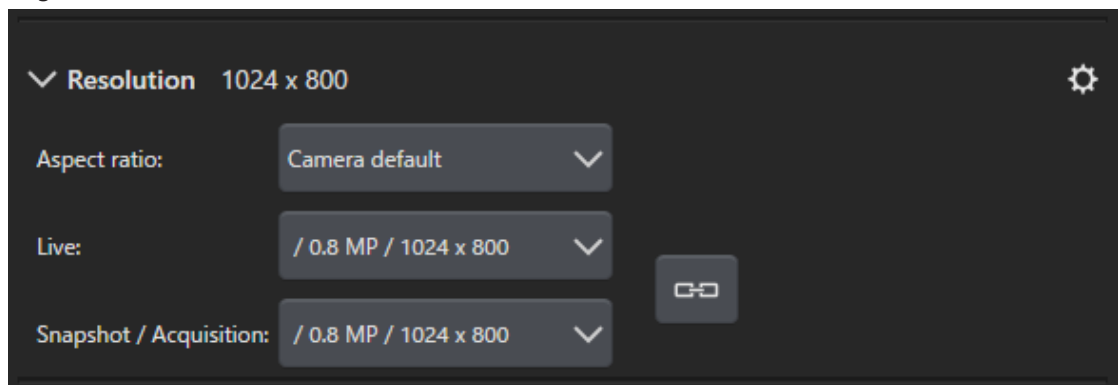 Resolution 1024 x 800
Aspect ratio: Camera default
Live: / 0.8 MP / 1024 x 800
Snapshot / Acquisition: / 0.8 MP / 1024 x 800